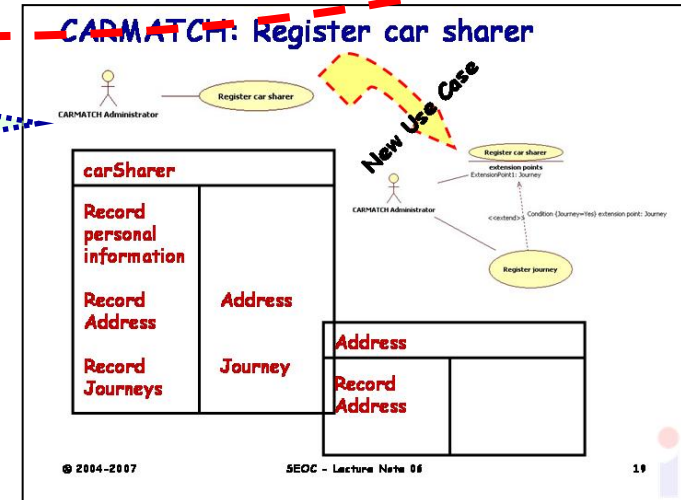 CARMATCH: Register car sharer
Register car sharer
CARMATCH Administrator
New Use Case
Register car sharer
extension points
ExtensionPoint1: Journey
CARMATCH Administrator
<<extend>>
Condition {Journey=Yes} extension point: Journey
Register journey
carSharer
Record
personal
information
Record
Address
Address
Record
Journeys
Journey
Address
Record
Address
© 2004-2007
SEOC - Lecture Note 06
19